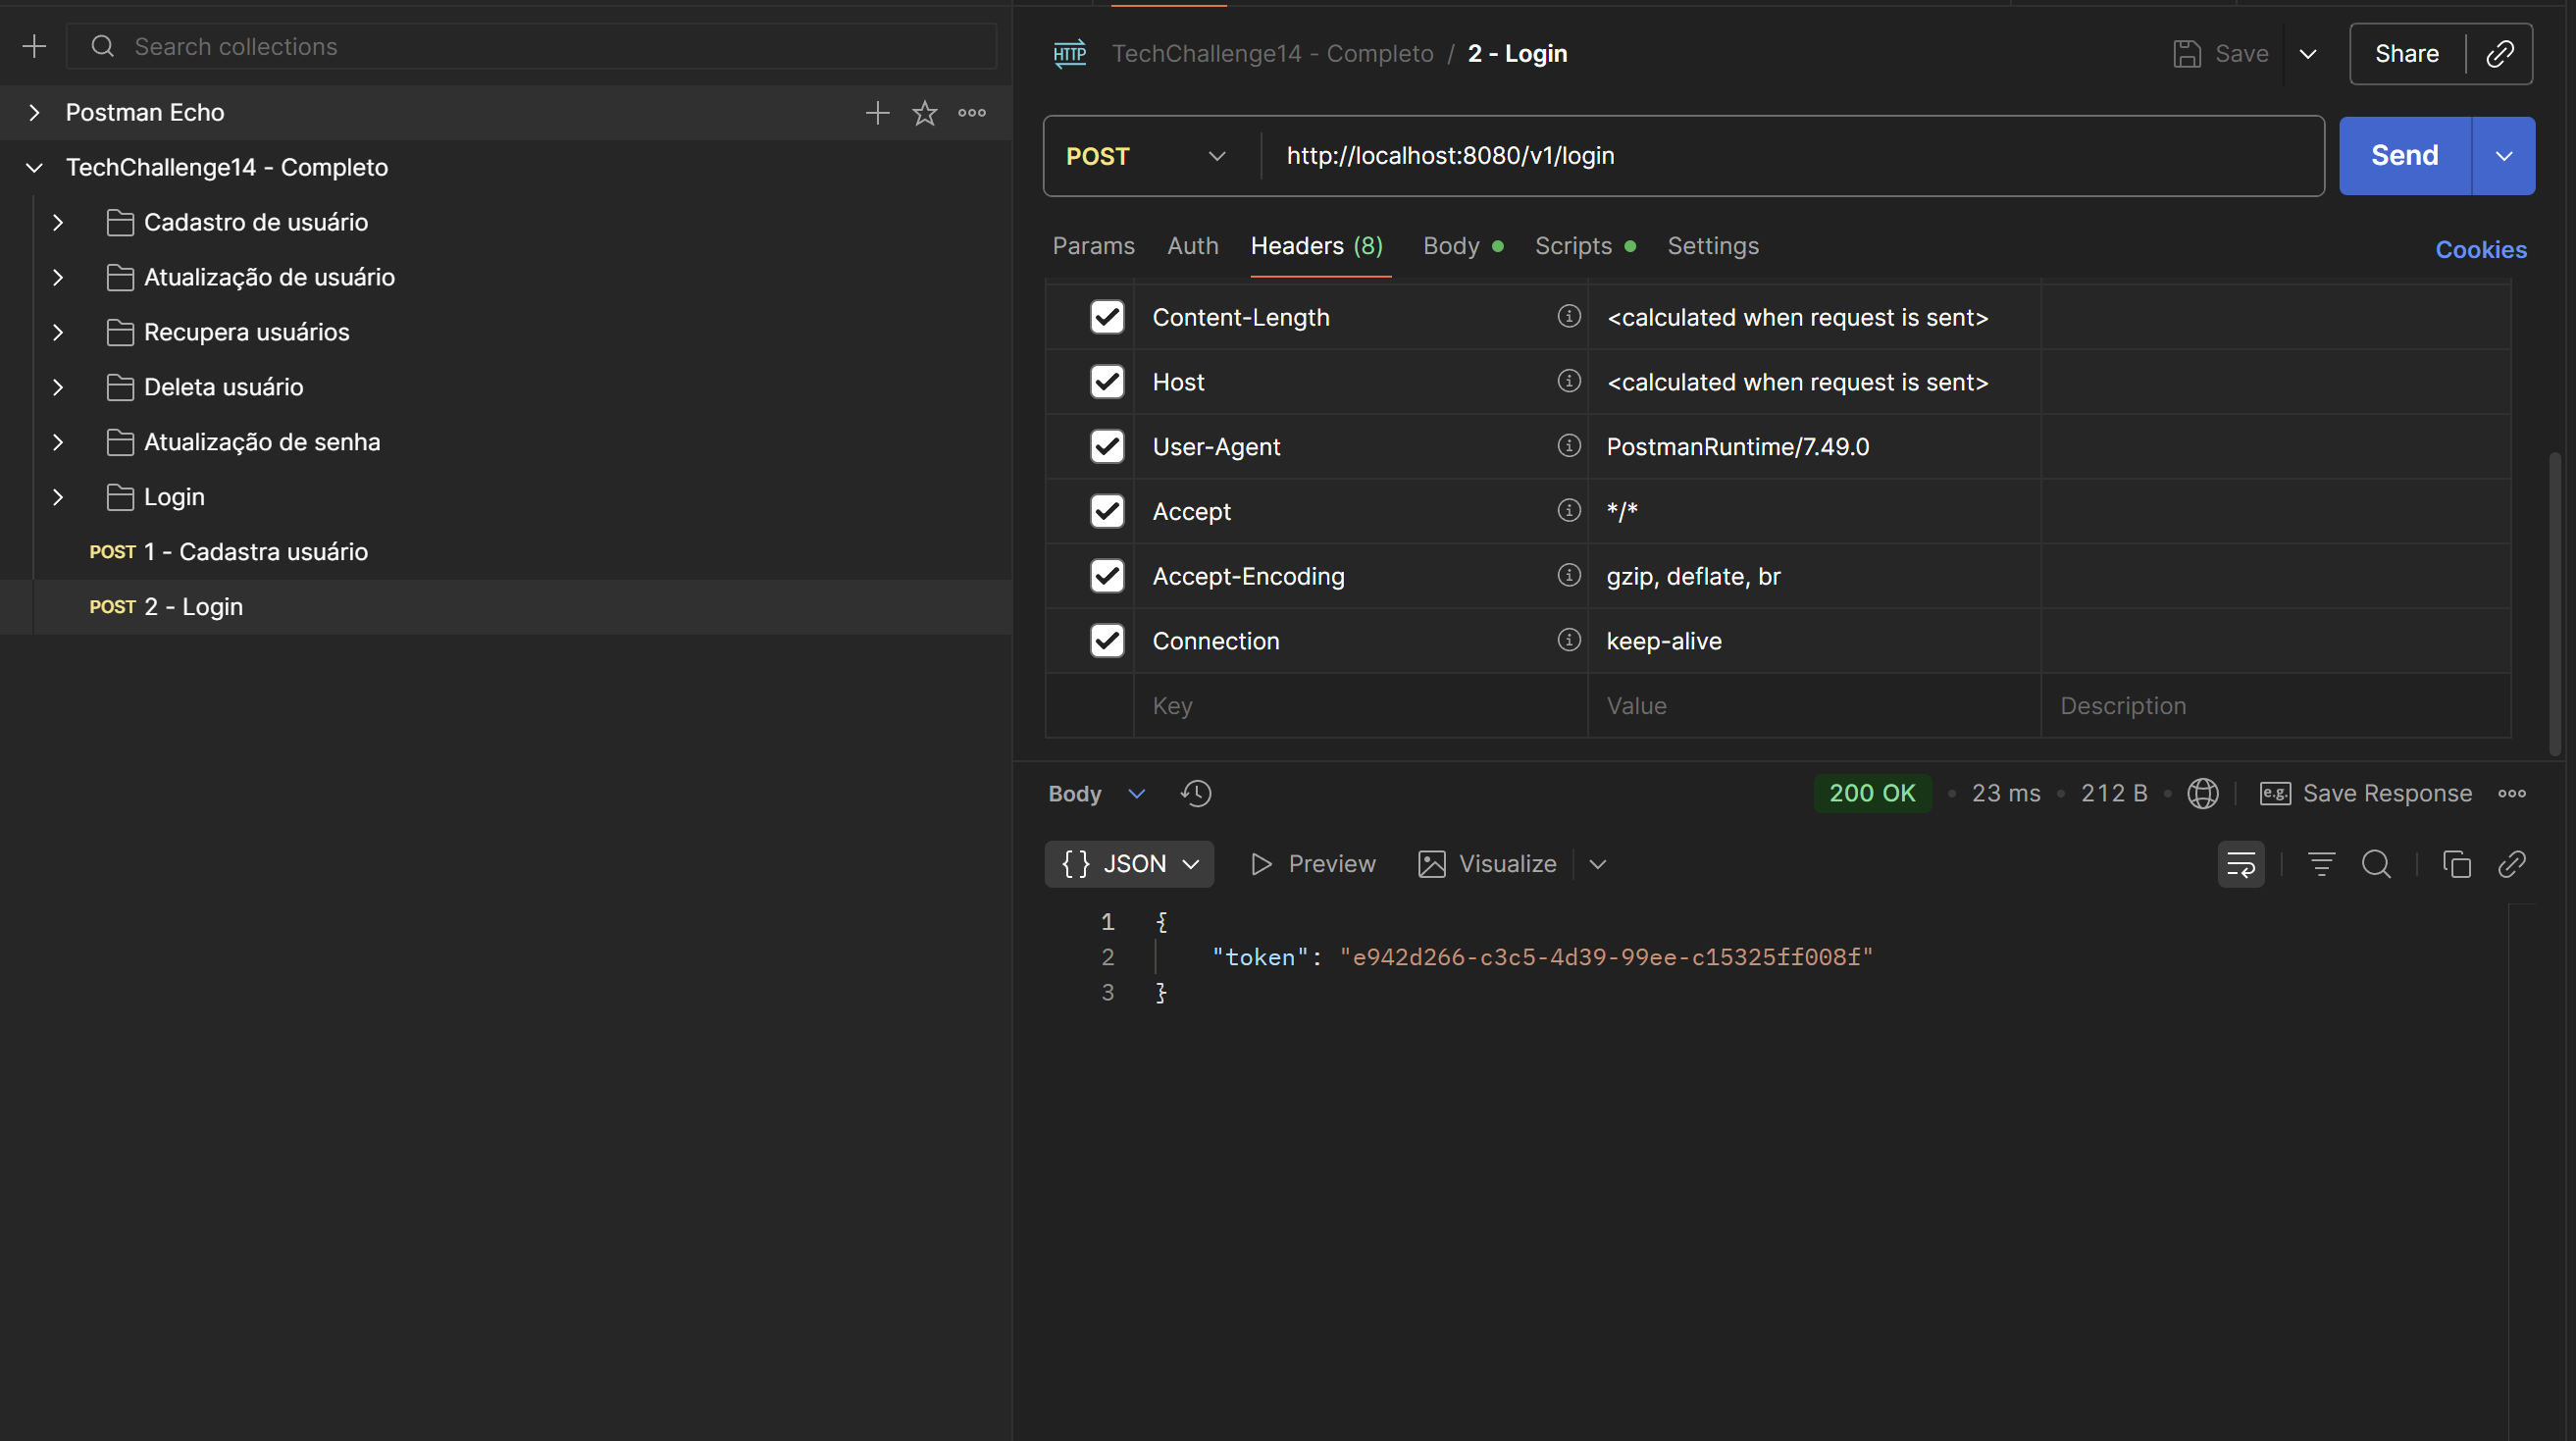 Search collections
Postman Echo
TechChallenge14 - Completo
Cadastro de usuário
Atualização de usuário
Recupera usuários
Deleta usuário
Atualização de senha
Login
POST 1 - Cadastra usuário
POST 2 - Login
HTTP TechChallenge14 - Completo / 2 - Login
Save
Share
POST http://localhost:8080/v1/login
Send
Params Auth Headers (8) Body Scripts Settings
Cookies
Content-Length <calculated when request is sent>
Host <calculated when request is sent>
User-Agent PostmanRuntime/7.49.0
Accept */*
Accept-Encoding gzip, deflate, br
Connection keep-alive
Key Value Description
Body 200 OK • 23 ms • 212 B • e.g. Save Response
{} JSON Preview Visualize
1 {
2 "token": "e942d266-c3c5-4d39-99ee-c15325ff008f"
3 }